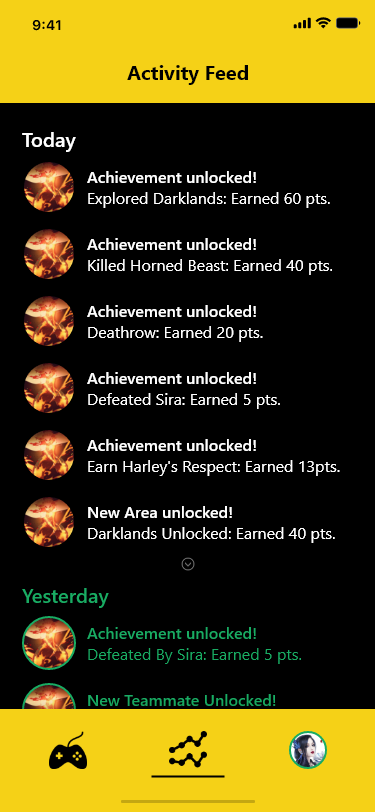 9:41
Activity Feed
Today
Achievement unlocked!
Explored Darklands: Earned 60 pts.
Achievement unlocked!
Killed Horned Beast: Earned 40 pts.
Achievement unlocked!
Deathrow: Earned 20 pts.
Achievement unlocked!
Defeated Sira: Earned 5 pts.
Achievement unlocked!
Earn Harley's Respect: Earned 13pts.
New Area unlocked!
Darklands Unlocked: Earned 40 pts.
Yesterday
Achievement unlocked!
Defeated By Sira: Earned 5 pts.
New Teammate Unlocked!